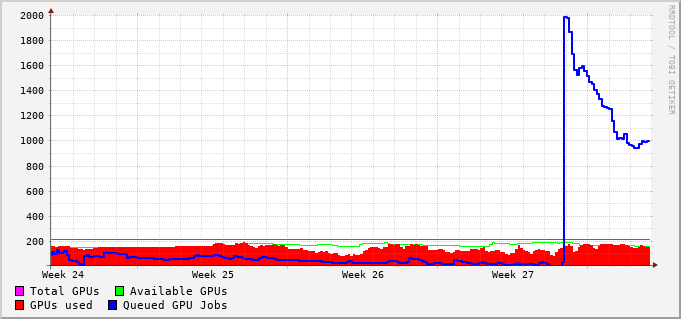 RRDTOOL / TOBI OETIKER
2000
1800
1600
1400
1200
1000
800
600
400
200
Week 24 Week 25 Week 26 Week 27
Total GPUs Available GPUs
GPUs used Queued GPU Jobs